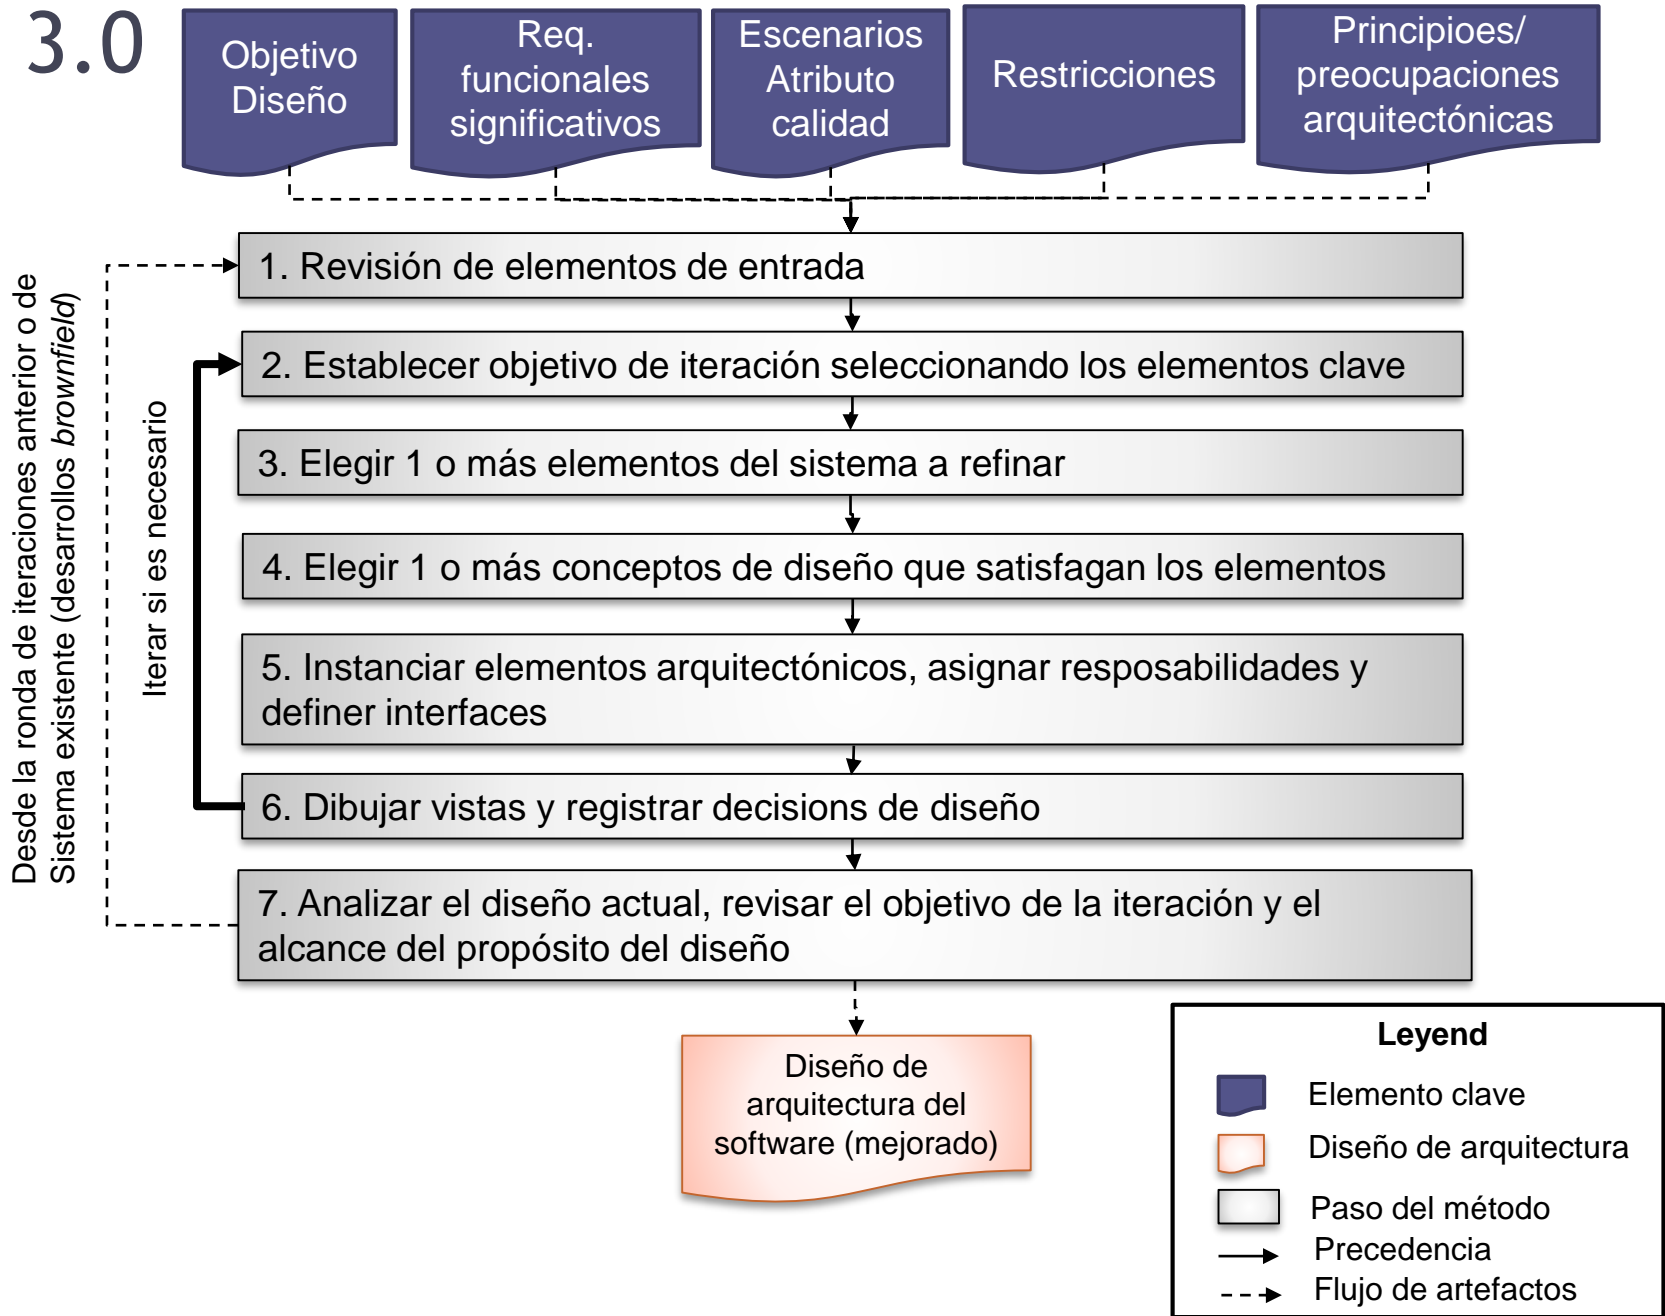 3.0
Objetivo
Diseño
Req.
funcionales
significativos
Escenarios
Atributo
calidad
Restricciones
Principioes/
preocupaciones
arquitectónicas
1. Revisión de elementos de entrada
2. Establecer objetivo de iteración seleccionando los elementos clave
3. Elegir 1 o más elementos del sistema a refinar
4. Elegir 1 o más conceptos de diseño que satisfagan los elementos
5. Instanciar elementos arquitectónicos, asignar resposabilidades y
definer interfaces
6. Dibujar vistas y registrar decisions de diseño
7. Analizar el diseño actual, revisar el objetivo de la iteración y el
alcance del propósito del diseño
Desde la ronda de iteraciones anterior o de
Sistema existente (desarrollos brownfield)
Iterar si es necesario
Diseño de
arquitectura del
software (mejorado)
Leyend
Elemento clave
Diseño de arquitectura
Paso del método
Precedencia
Flujo de artefactos